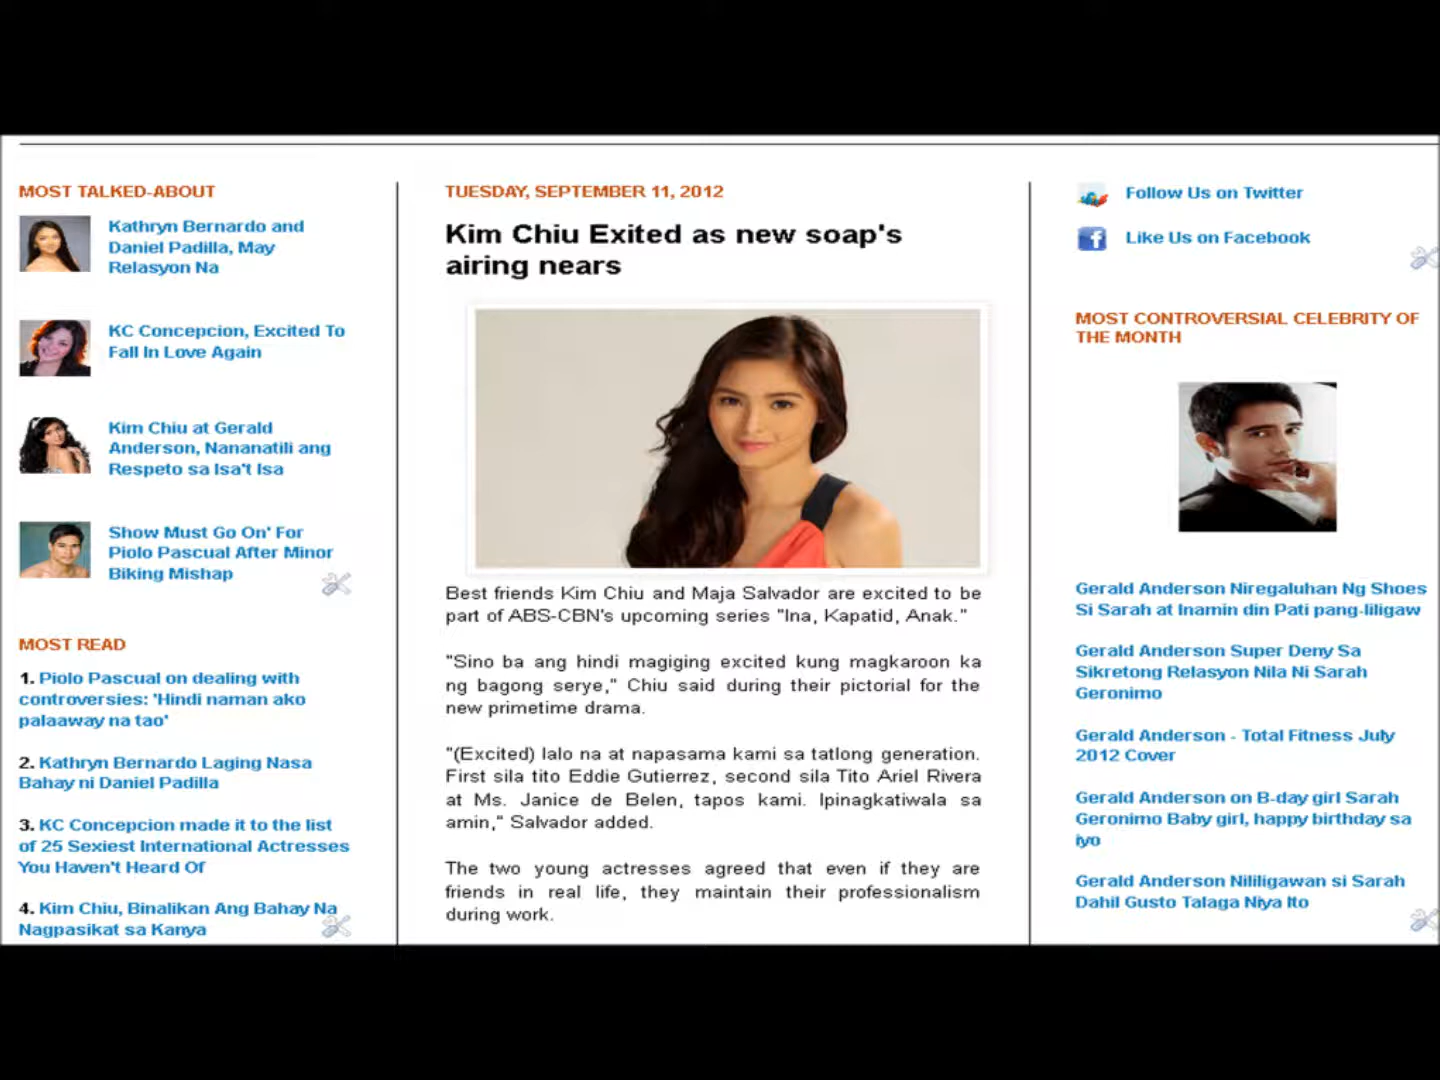 MOST TALKED-ABOUT
Kathryn Bernardo and
Daniel Padilla, May
Relasyon Na
KC Concepcion, Excited To
Fall In Love Again
Kim Chiu at Gerald
Anderson, Nananatili ang
Respeto sa Isa't Isa
Show Must Go On' For
Piolo Pascual After Minor
Biking Mishap
MOST READ
1. Piolo Pascual on dealing with
controversies: 'Hindi naman ako
palaaway na tao'
2. Kathryn Bernardo Laging Nasa
Bahay ni Daniel Padilla
3. KC Concepcion made it to the list
of 25 Sexiest International Actresses
You Haven't Heard Of
4. Kim Chiu, Binalikan Ang Bahay Na
Nagpasikat sa Kanya
TUESDAY, SEPTEMBER 11, 2012
Kim Chiu Exited as new soap's
airing nears
Best friends Kim Chiu and Maja Salvador are excited to be
part of ABS-CBN's upcoming series "Ina, Kapatid, Anak."
"Sino ba ang hindi magiging excited kung magkaroon ka
ng bagong serye," Chiu said during their pictorial for the
new primetime drama.
"(Excited) lalo na at napasama kami sa tatlong generation.
First sila tito Eddie Gutierrez, second sila Tito Ariel Rivera
at Ms. Janice de Belen, tapos kami. Ipinagkatiwala sa
amin," Salvador added.
The two young actresses agreed that even if they are
friends in real life, they maintain their professionalism
during work.
Follow Us on Twitter
Like Us on Facebook
MOST CONTROVERSIAL CELEBRITY OF
THE MONTH
Gerald Anderson Niregaluhan Ng Shoes
Si Sarah at Inamin din Pati pang-liligaw
Gerald Anderson Super Deny Sa
Sikretong Relasyon Nila Ni Sarah
Geronimo
Gerald Anderson - Total Fitness July
2012 Cover
Gerald Anderson on B-day girl Sarah
Geronimo Baby girl, happy birthday sa
iyo
Gerald Anderson Nililigawan si Sarah
Dahil Gusto Talaga Niya Ito